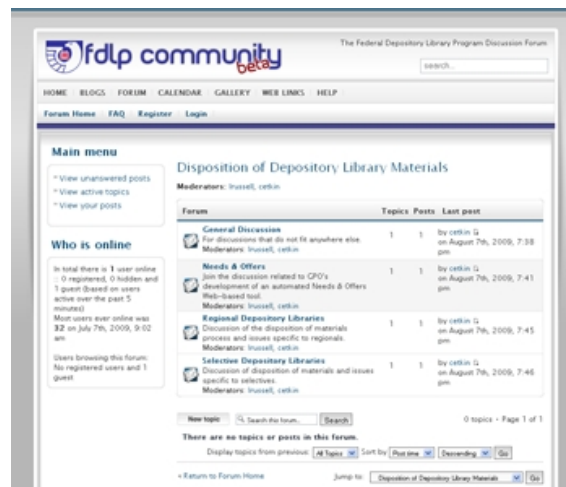 fdlp community
beta
The Federal Depository Library Program Discussion Forum
search...
HOME BLOGS FORUM CALENDAR GALLERY WEB LINKS HELP
Forum Home FAQ Register Login
Main menu
View unanswered posts
View active topics
View your posts
Who is online
In total there is 1 user online
:: 0 registered, 0 hidden and
1 guest (based on users
active over the past 5
minutes)
Most users ever online was
32 on July 7th, 2009, 9:02
am
Users browsing this forum:
No registered users and 1
guest
Disposition of Depository Library Materials
Moderators: lrussell, cetkin
Forum Topics Posts Last post
General Discussion
For discussions that do not fit anywhere else.
Moderators: lrussell, cetkin
1 1 by cetkin
on August 7th, 2009, 7:38
pm
Needs & Offers
Join the discussion related to GPO's
development of an automated Needs & Offers
Web-based tool.
Moderators: lrussell, cetkin
1 1 by cetkin
on August 7th, 2009, 7:41
pm
Regional Depository Libraries
Discussion of the disposition of materials
process and issues specific to regionals.
Moderators: lrussell, cetkin
1 1 by cetkin
on August 7th, 2009, 7:45
pm
Selective Depository Libraries
Discussion of disposition of materials and issues
specific to selectives.
Moderators: lrussell, cetkin
1 1 by cetkin
on August 7th, 2009, 7:46
pm
New topic Search this forum... Search 0 topics • Page 1 of 1
There are no topics or posts in this forum.
Display topics from previous: All Topics Sort by Post time Descending Go
Return to Forum Home Jump to: Disposition of Depository Library Materials Go